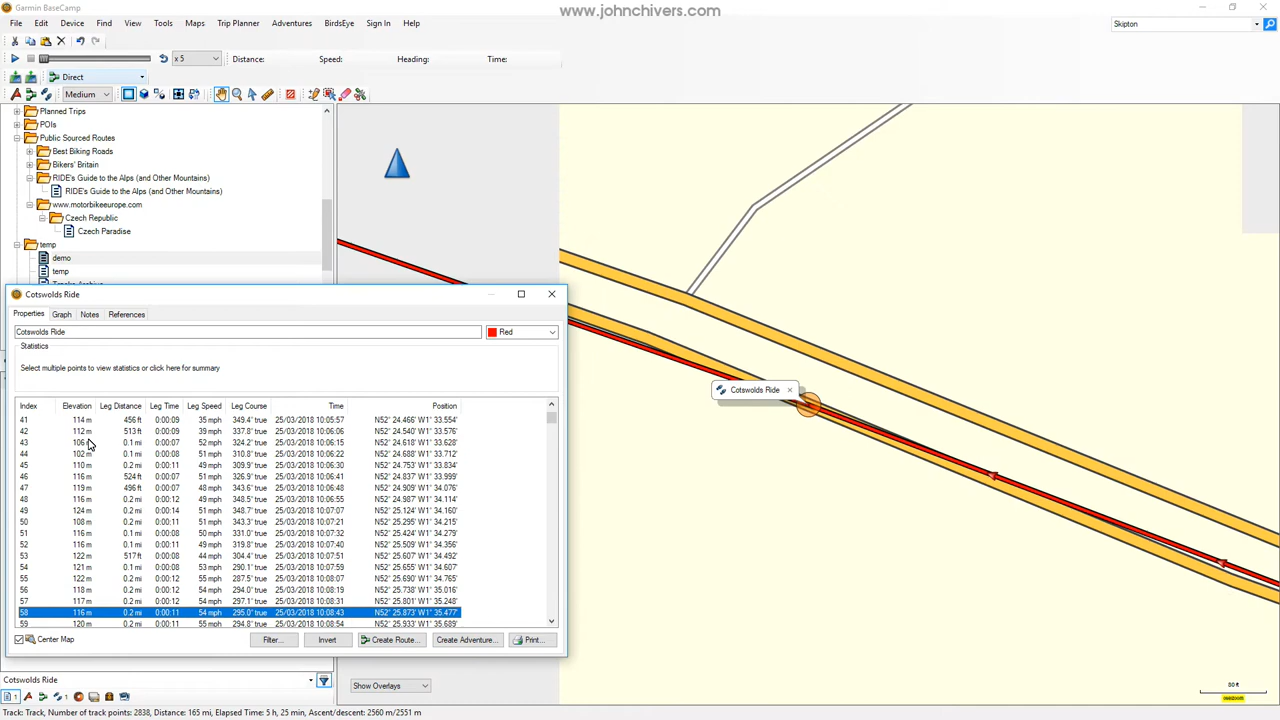 www.johnchivers.com
Garmin BaseCamp
File Edit Device View Tools Maps Trip Planner Adventures BirdsEye Sign In Help
Skipton
x 5 Distance: Speed: Heading: Time:
Direct
Medium
Planned Trips
POIs
Public Sourced Routes
Best Biking Roads
Bikers' Britain
RIDE's Guide to the Alps (and Other Mountains)
RIDE's Guide to the Alps (and Other Mountains)
www.motorbikeeurope.com
Czech Republic
Czech Paradise
temp
demo
temp
Cotswolds Ride
Properties Graph Notes References
Cotswolds Ride Red
Statistics
Select multiple points to view statistics or click here for summary
Cotswolds Ride
Index Elevation Leg Distance Leg Time Leg Speed Leg Course Time Position
41 114 m 456 ft 0:00:09 35 mph 349.4° true 25/03/2018 10:05:57 N52° 24.466' W1° 33.554'
42 112 m 513 ft 0:00:09 39 mph 337.8° true 25/03/2018 10:06:06 N52° 24.540' W1° 33.576'
43 106 m 0.1 mi 0:00:07 52 mph 324.2° true 25/03/2018 10:06:15 N52° 24.618' W1° 33.628'
44 102 m 0.1 mi 0:00:08 51 mph 310.8° true 25/03/2018 10:06:22 N52° 24.688' W1° 33.712'
45 110 m 0.2 mi 0:00:11 49 mph 309.9° true 25/03/2018 10:06:30 N52° 24.753' W1° 33.834'
46 116 m 524 ft 0:00:07 51 mph 326.9° true 25/03/2018 10:06:41 N52° 24.837' W1° 33.999'
47 119 m 496 ft 0:00:07 48 mph 343.6° true 25/03/2018 10:06:48 N52° 24.909' W1° 34.076'
48 116 m 0.2 mi 0:00:12 49 mph 348.5° true 25/03/2018 10:06:55 N52° 24.987' W1° 34.114'
49 124 m 0.2 mi 0:00:14 51 mph 348.7° true 25/03/2018 10:07:07 N52° 25.124' W1° 34.160'
50 108 m 0.2 mi 0:00:11 51 mph 343.3° true 25/03/2018 10:07:21 N52° 25.295' W1° 34.215'
51 116 m 0.1 mi 0:00:08 50 mph 331.0° true 25/03/2018 10:07:32 N52° 25.424' W1° 34.279'
52 116 m 0.2 mi 0:00:11 49 mph 319.8° true 25/03/2018 10:07:40 N52° 25.509' W1° 34.356'
53 122 m 517 ft 0:00:08 44 mph 304.4° true 25/03/2018 10:07:51 N52° 25.607' W1° 34.492'
54 121 m 0.1 mi 0:00:08 53 mph 290.1° true 25/03/2018 10:07:59 N52° 25.655' W1° 34.607'
55 122 m 0.2 mi 0:00:12 55 mph 287.5° true 25/03/2018 10:08:07 N52° 25.690' W1° 34.765'
56 118 m 0.2 mi 0:00:12 54 mph 294.0° true 25/03/2018 10:08:19 N52° 25.738' W1° 35.016'
57 117 m 0.2 mi 0:00:12 54 mph 297.1° true 25/03/2018 10:08:31 N52° 25.801' W1° 35.248'
58 116 m 0.2 mi 0:00:11 54 mph 295.0° true 25/03/2018 10:08:43 N52° 25.873' W1° 35.477'
59 120 m 0.2 mi 0:00:11 55 mph 294.8° true 25/03/2018 10:08:54 N52° 25.933' W1° 35.689'
Center Map Filter... Invert Create Route... Create Adventure... Print...
Cotswolds Ride
Show Overlays
80 ft
Track: Track, Number of track points: 2838, Distance: 165 mi, Elapsed Time: 5 h, 25 min, Ascent/descent: 2560 m/2551 m